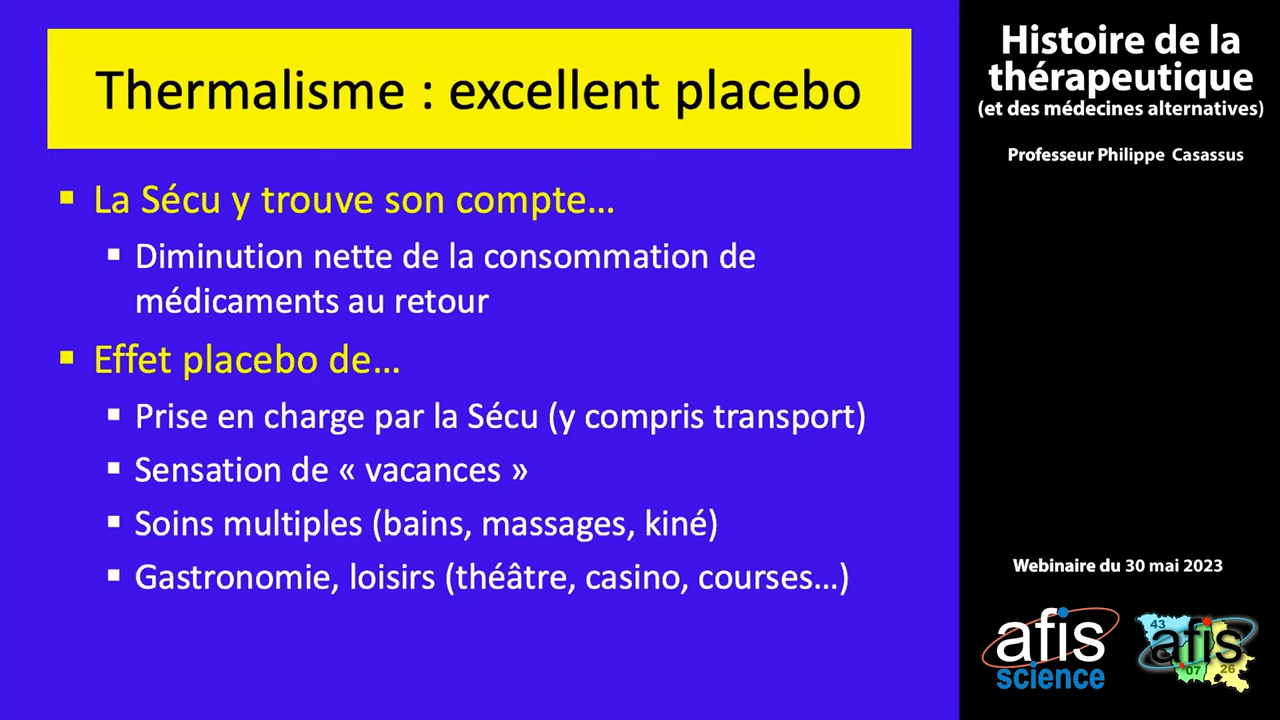 Thermalisme : excellent placebo
La Sécu y trouve son compte…
Diminution nette de la consommation de
médicaments au retour
Effet placebo de…
Prise en charge par la Sécu (y compris transport)
Sensation de « vacances »
Soins multiples (bains, massages, kiné)
Gastronomie, loisirs (théâtre, casino, courses…)
Histoire de la
thérapeutique
(et des médecines alternatives)
Professeur Philippe Casassus
Webinaire du 30 mai 2023
afis
science
43
afis
07
26